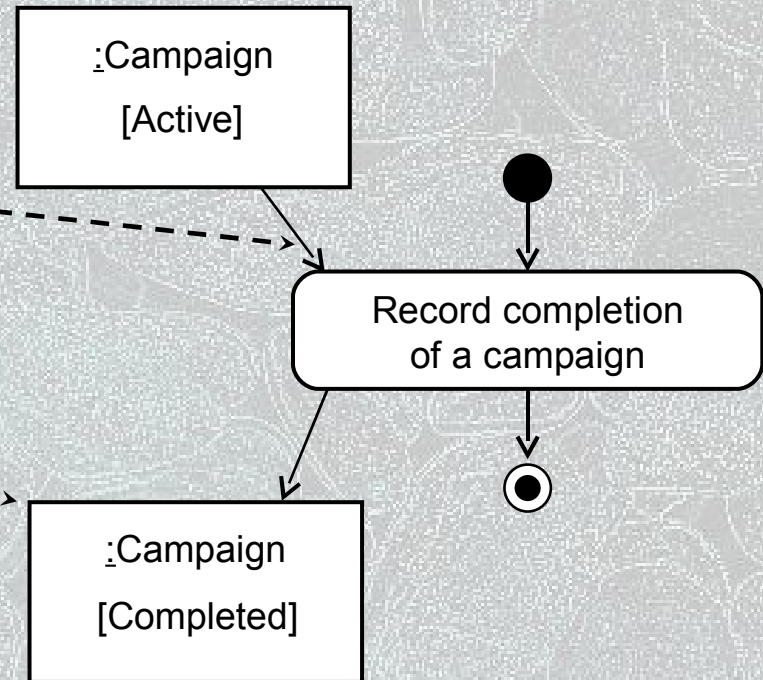 :Campaign
[Active]
Record completion
of a campaign
:Campaign
[Completed]